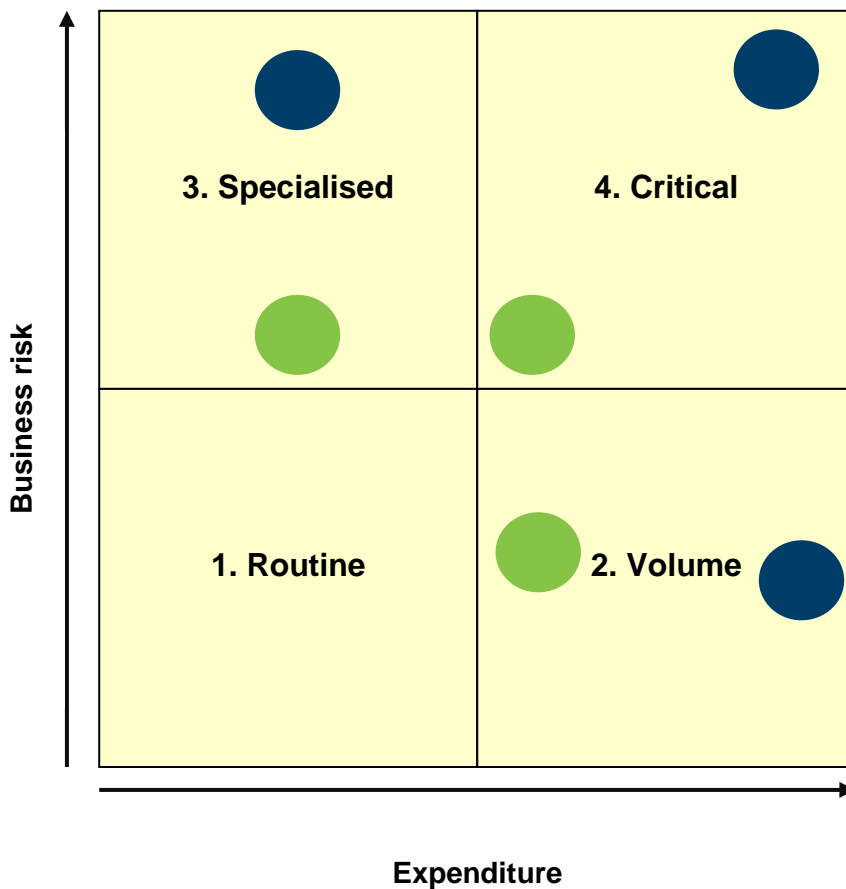 3. Specialised
4. Critical
Business risk
1. Routine
2. Volume
Expenditure